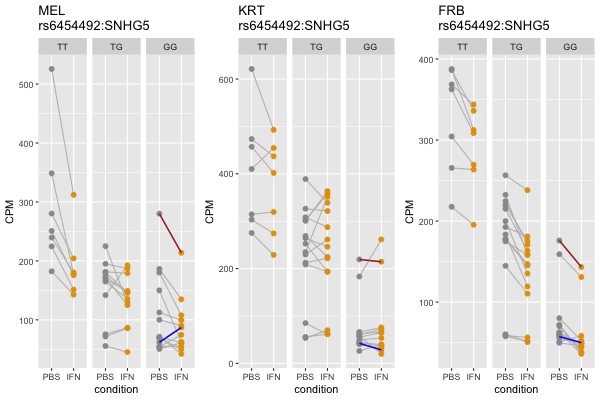 MEL
rs6454492:SNHG5
TT TG GG
CPM
500
400
300
200
100
PBS IFN PBS IFN PBS IFN
condition
KRT
rs6454492:SNHG5
TT TG GG
CPM
600
400
200
0
PBS IFN PBS IFN PBS IFN
condition
FRB
rs6454492:SNHG5
TT TG GG
CPM
400
300
200
100
PBS IFN PBS IFN PBS IFN
condition